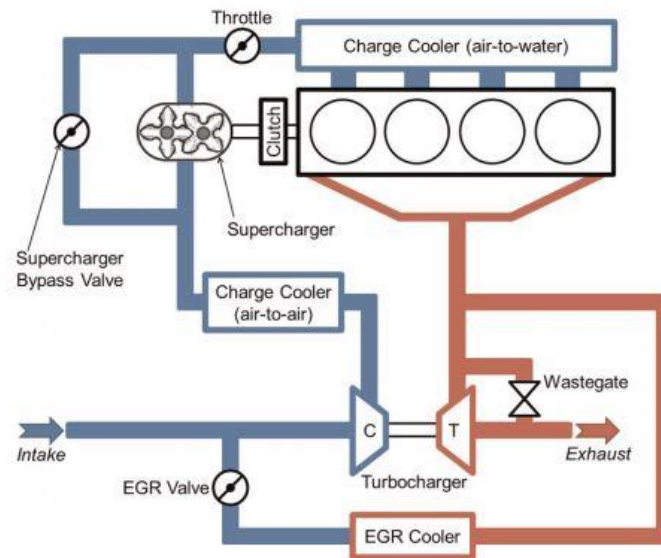 Throttle
Charge Cooler (air-to-water)
Clutch
Supercharger
Supercharger
Bypass Valve
Charge Cooler
(air-to-air)
Wastegate
C
T
Intake
Exhaust
Turbocharger
EGR Valve
EGR Cooler